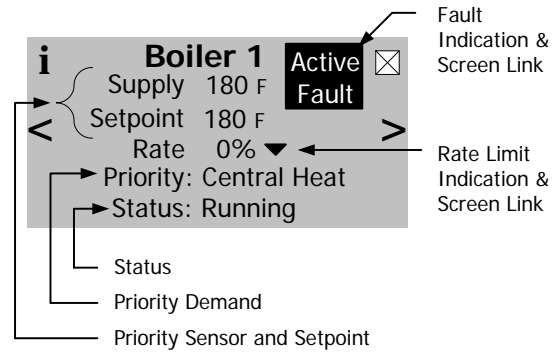 Fault
Indication &
Screen Link
i
Boiler 1
Active
Fault
Supply 180 F
Setpoint 180 F
< >
Rate 0%
Priority: Central Heat
Status: Running
Rate Limit
Indication &
Screen Link
Status
Priority Demand
Priority Sensor and Setpoint